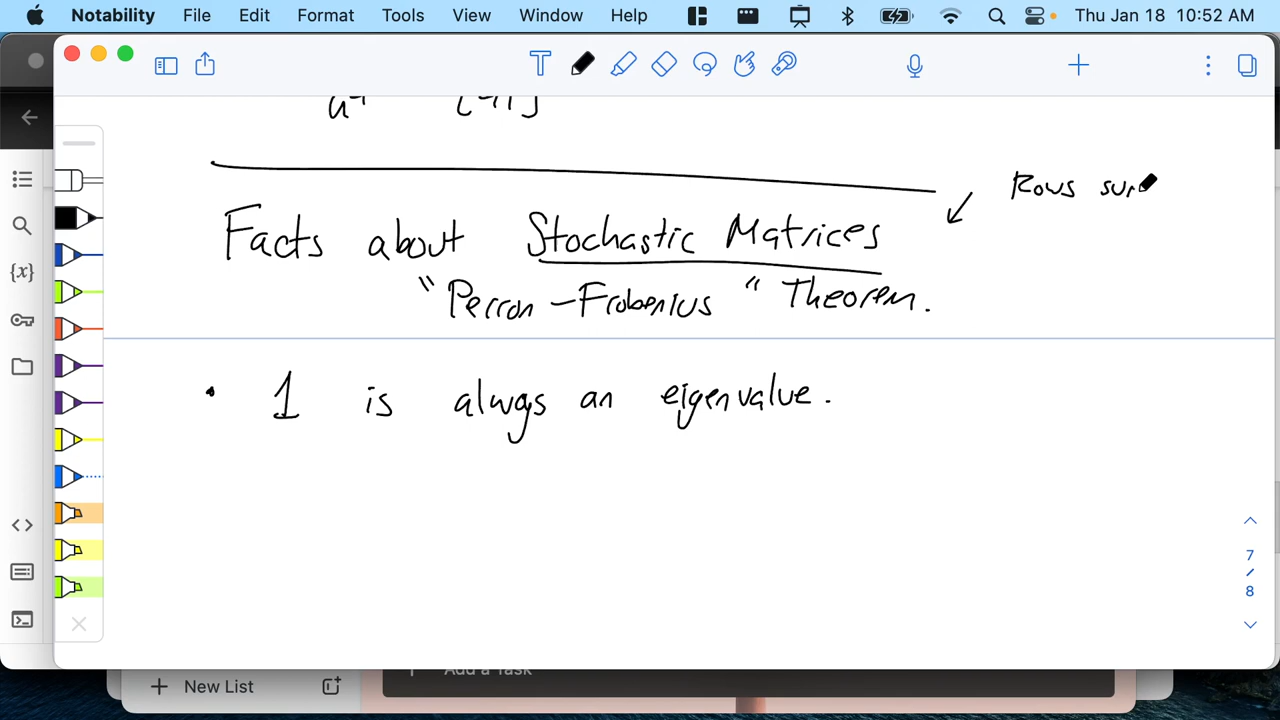 Notability File Edit Format Tools View Window Help Thu Jan 18 10:52 AM
Rows sum
Facts about Stochastic Matrices
"Perron-Frobenius" Theorem.
• 1 is alwags an eigenvalue.
7
/
8
Add a Task
New List